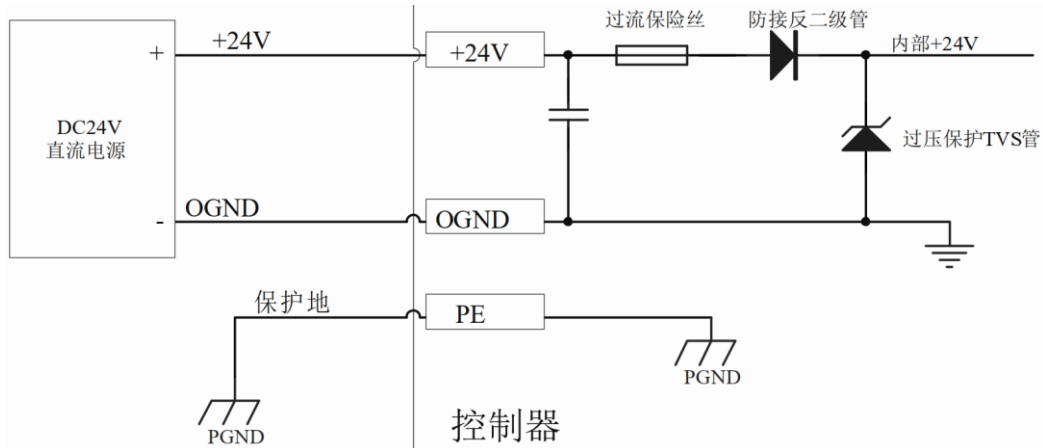 过流保险丝
防接反二级管
+
+24V
+24V
内部+24V
DC24V
直流电源
过压保护TVS管
-
OGND
OGND
保护地
PE
PGND
PGND
控制器